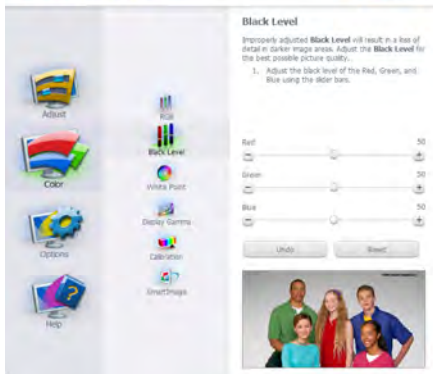 Black Level
Improperly adjusted Black Level will result in a loss of
detail in darker image areas. Adjust the Black Level for
the best possible picture quality.
1. Adjust the black level of the Red, Green, and
Blue using the slider bars.
Adjust
Color
Options
Help
RGB
Black Level
White Point
Display Gamma
Calibration
SmartImage
Red 50
Green 50
Blue 50
Undo Reset